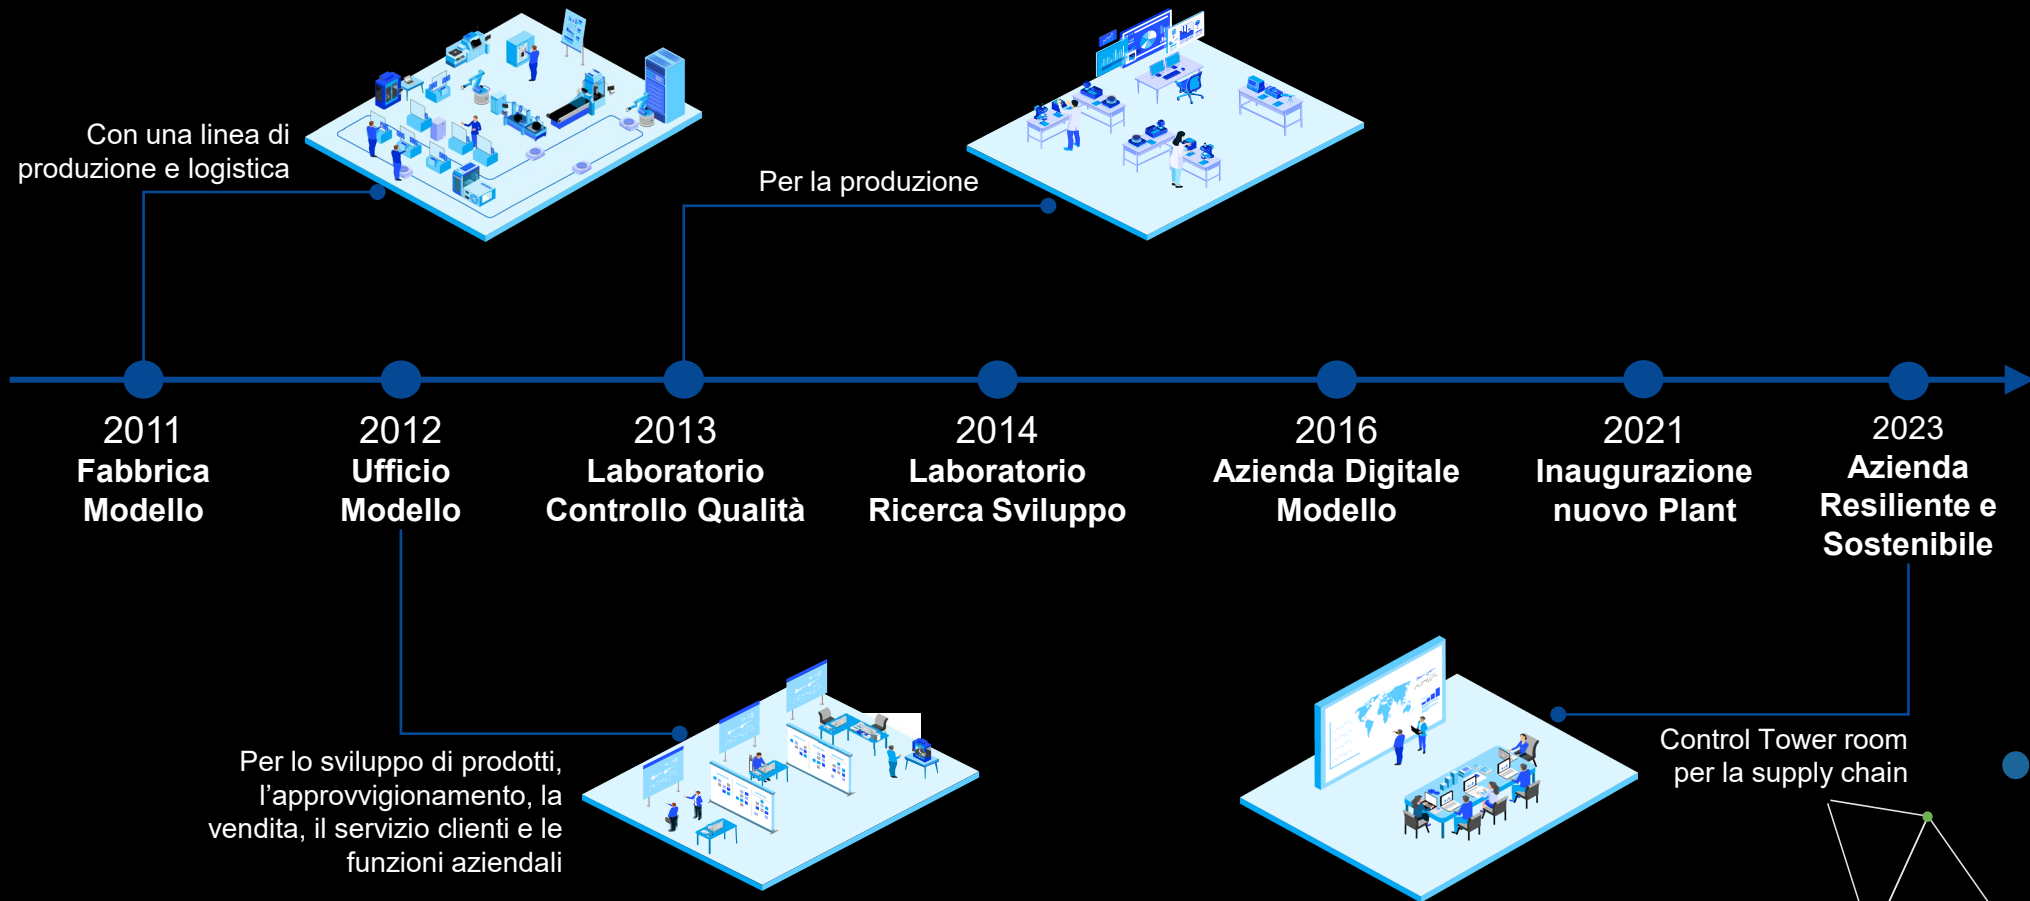 Con una linea di
produzione e logistica
Per la produzione
2011
Fabbrica
Modello
2012
Ufficio
Modello
2013
Laboratorio
Controllo Qualità
2014
Laboratorio
Ricerca Sviluppo
2016
Azienda Digitale
Modello
2021
Inaugurazione
nuovo Plant
2023
Azienda
Resiliente e
Sostenibile
Per lo sviluppo di prodotti,
l’approvvigionamento, la
vendita, il servizio clienti e le
funzioni aziendali
Control Tower room
per la supply chain